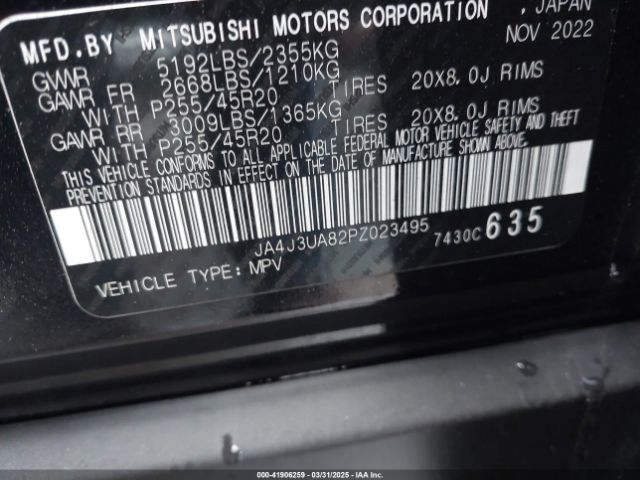 MFD.BY MITSUBISHI MOTORS CORPORATION , JAPAN
NOV 2022
GVWR 5192LBS/2355KG
GAWR FR 2668LBS/1210KG
WITH P255/45R20 TIRES 20X8.0J RIMS
GAWR RR 3009LBS/1365KG
WITH P255/45R20 TIRES 20X8.0J RIMS
THIS VEHICLE CONFORMS TO ALL APPLICABLE FEDERAL MOTOR VEHICLE SAFETY AND THEFT
PREVENTION STANDARDS IN EFFECT ON THE DATE OF MANUFACTURE SHOWN ABOVE.
JA4J3UA82PZ023495
7430C 635
VEHICLE TYPE: MPV
000-41906259 - 03/31/2025 - IAAI.COM